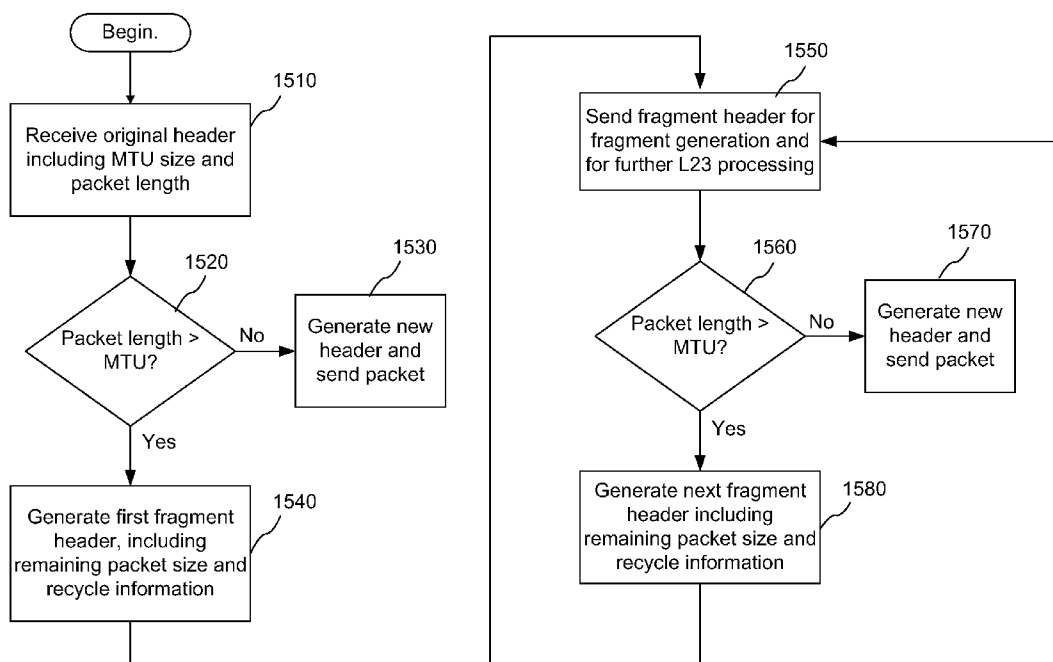 Begin.
1510
Receive original header
including MTU size and
packet length
1520
Packet length >
MTU?
No
Yes
1530
Generate new
header and
send packet
1540
Generate first fragment
header, including
remaining packet size and
recycle information
1550
Send fragment header for
fragment generation and
for further L23 processing
1560
Packet length >
MTU?
No
Yes
1570
Generate new
header and
send packet
1580
Generate next fragment
header including
remaining packet size and
recycle information